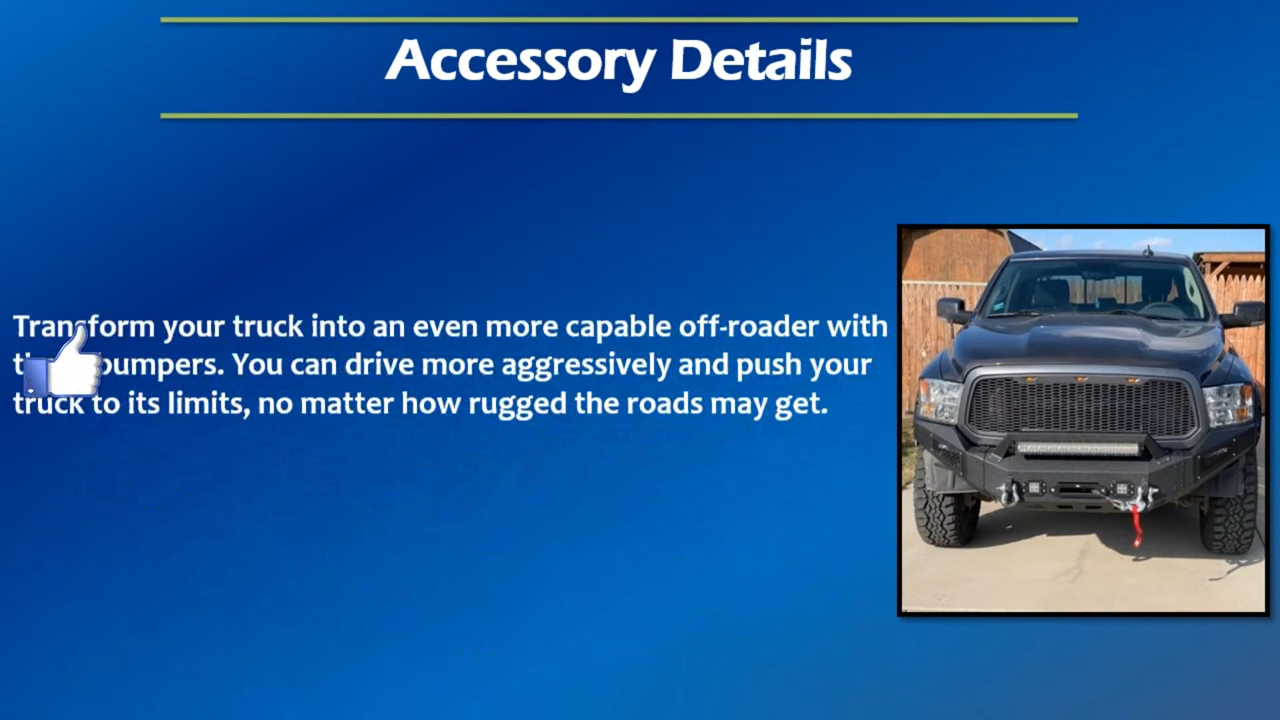 Accessory Details
Transform your truck into an even more capable off-roader with
bumpers. You can drive more aggressively and push your
truck to its limits, no matter how rugged the roads may get.